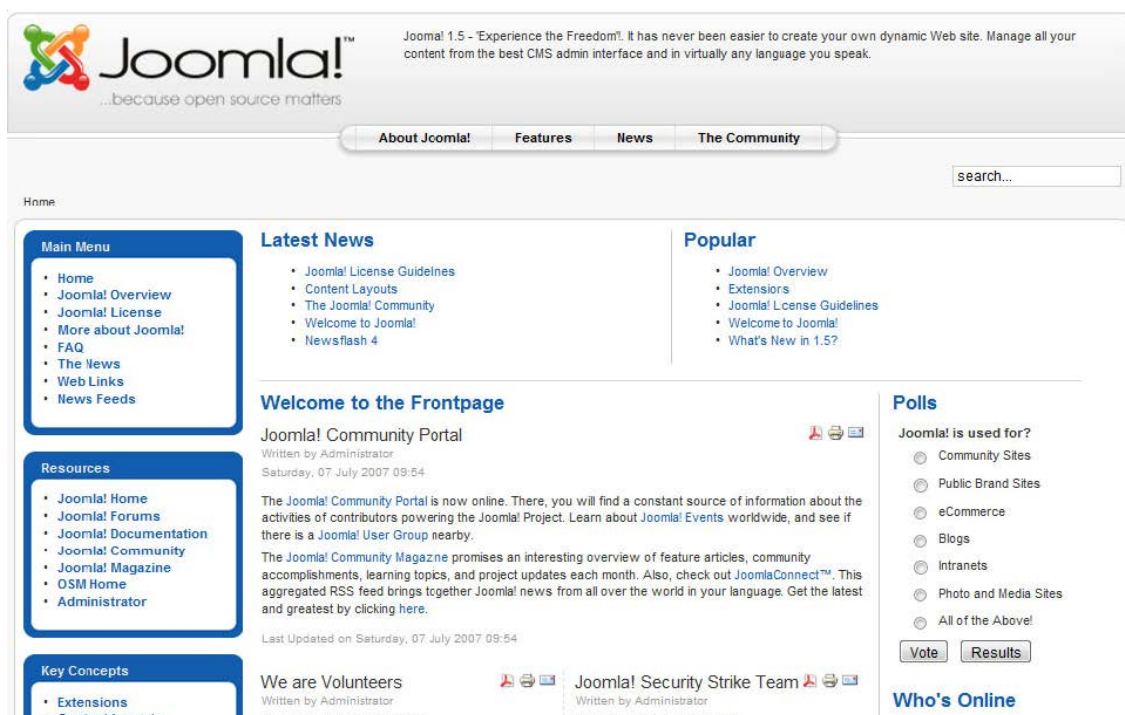 Joomla!™
...because open source matters
Jooma! 1.5 - 'Experience the Freedom'!. It has never been easier to create your own dynamic Web site. Manage all your
content from the best CMS admin interface and in virtually any language you speak.
About Joomla! Features News The Community
search...
Home
Main Menu
• Home
• Joomla! Overview
• Joomla! License
• More about Joomla!
• FAQ
• The News
• Web Links
• News Feeds
Resources
• Joomla! Home
• Joomla! Forums
• Joomla! Documentation
• Joomla! Community
• Joomla! Magazine
• OSM Home
• Administrator
Key Concepts
• Extensions
Latest News
• Joomla! License Guidelnes
• Content Layouts
• The Joomla! Community
• Welcome to Joomla!
• Newsflash 4
Popular
• Joomla! Overview
• Extensions
• Joomla! License Guidelines
• Welcome to Joomla!
• What's New in 1.5?
Welcome to the Frontpage
Joomla! Community Portal
Written by Administrator
Saturday, 07 July 2007 09:54
The Joomla! Community Portal is now online. There, you will find a constant source of information about the
activities of contributors powering the Joomla! Project. Learn about Joomla! Events worldwide, and see if
there is a Joomla! User Group nearby.
The Joomla! Community Magazne promises an interesting overview of feature articles, community
accomplishments, learning topics, and project updates each month. Also, check out JoomlaConnect™. This
aggregated RSS feed brings together Joomla! news from all over the world in your language. Get the latest
and greatest by clicking here.
Last Updated on Saturday, 07 July 2007 09:54
We are Volunteers
Written by Administrator
Joomla! Security Strike Team
Written by Administrator
Polls
Joomla! is used for?
Community Sites
Public Brand Sites
eCommerce
Blogs
Intranets
Photo and Media Sites
All of the Above!
Vote Results
Who's Online